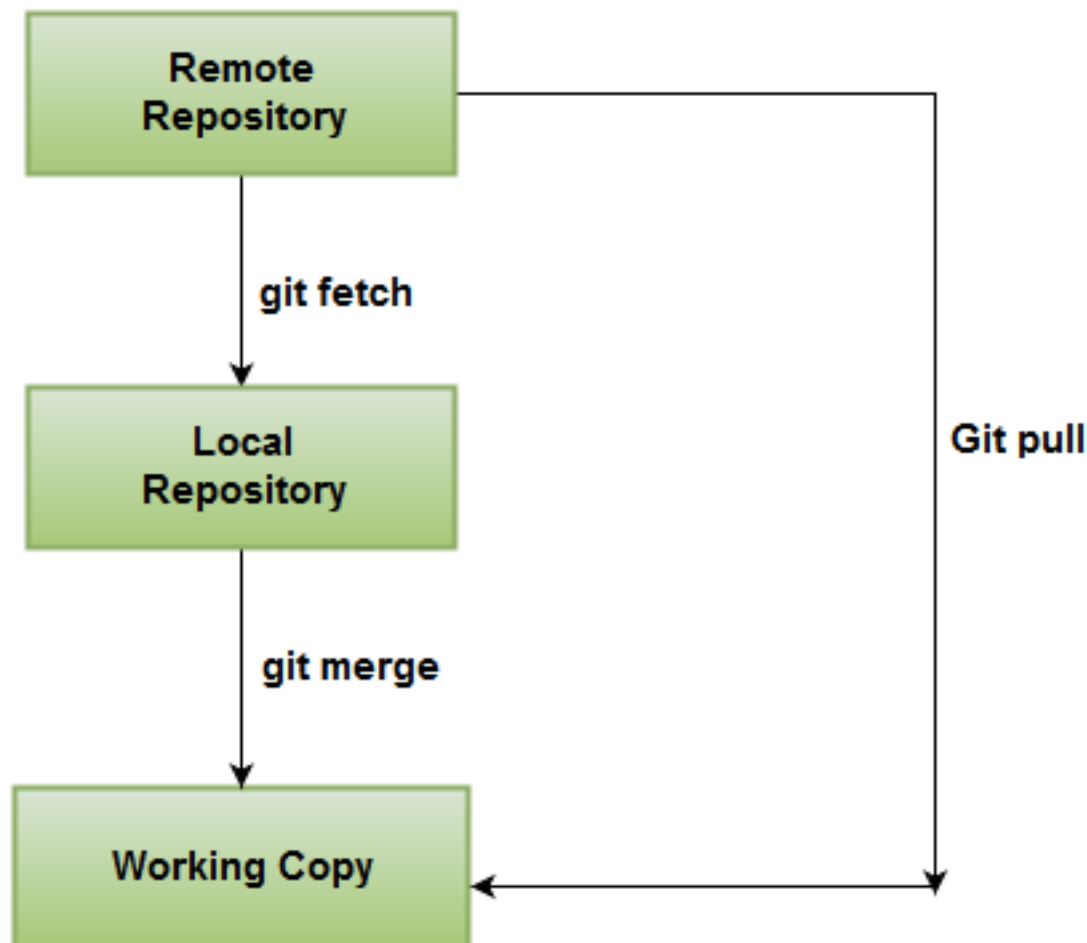 Remote
Repository
git fetch
Local
Repository
Git pull
git merge
Working Copy